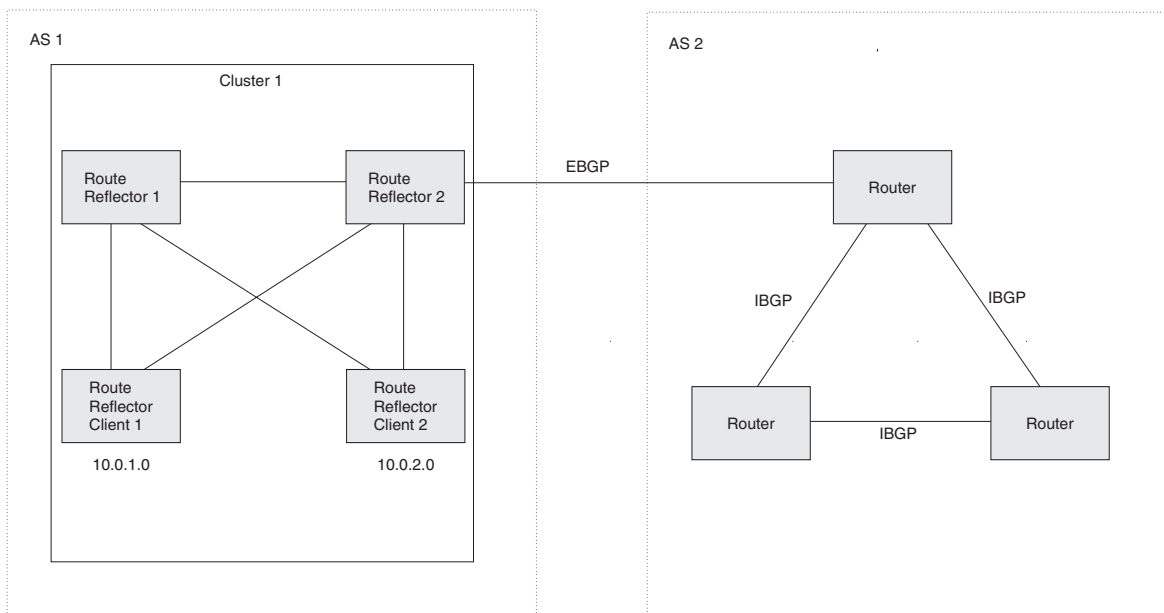 AS 1
AS 2
Cluster 1
Route
Reflector 1
Route
Reflector 2
EBGP
Router
IBGP
IBGP
Route
Reflector
Client 1
Route
Reflector
Client 2
Router
IBGP
Router
10.0.1.0
10.0.2.0